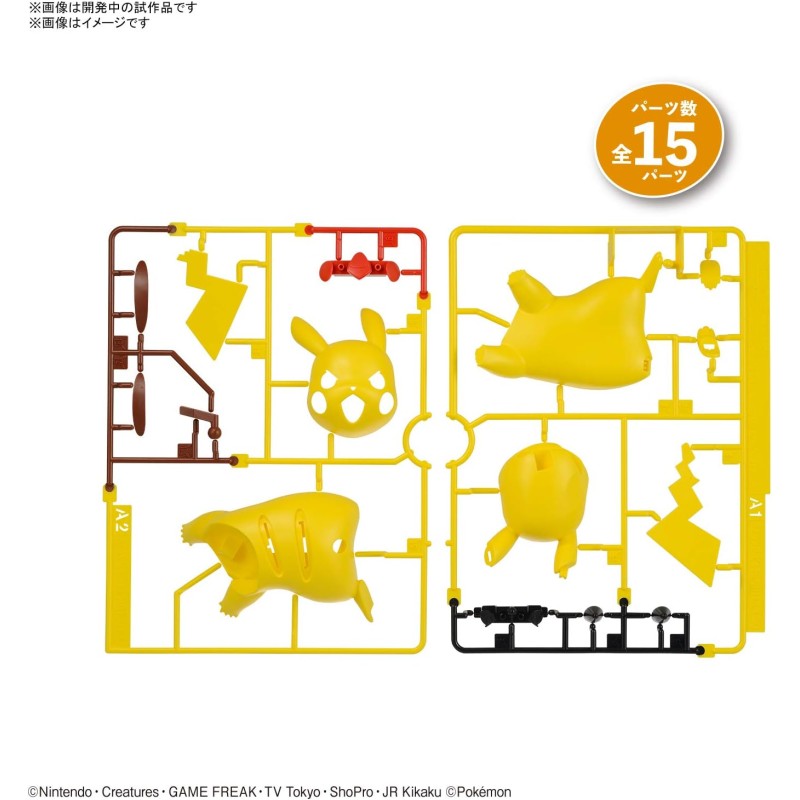 ※画像は開発中の試作品です
※画像はイメージです
パーツ数
全15
パーツ
A2
A1
©Nintendo・Creatures・GAME FREAK・TV Tokyo・ShoPro・JR Kikaku ©Pokémon